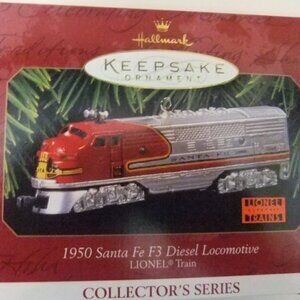 Hallmark
KEEPSAKE
ORNAMENT
SANTA FE
LIONEL
TRAINS
1950 Santa Fe F3 Diesel Locomotive
LIONEL® Train
COLLECTOR'S SERIES